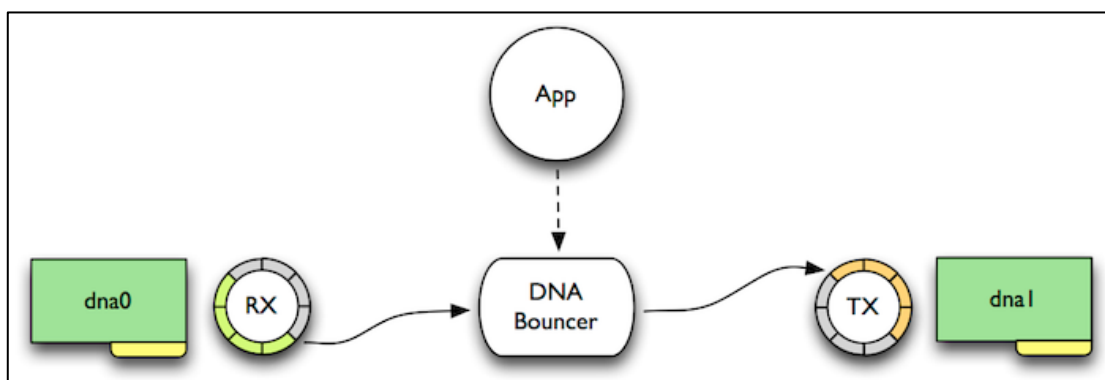 App
dna0
RX
DNA
Bouncer
TX
dna1